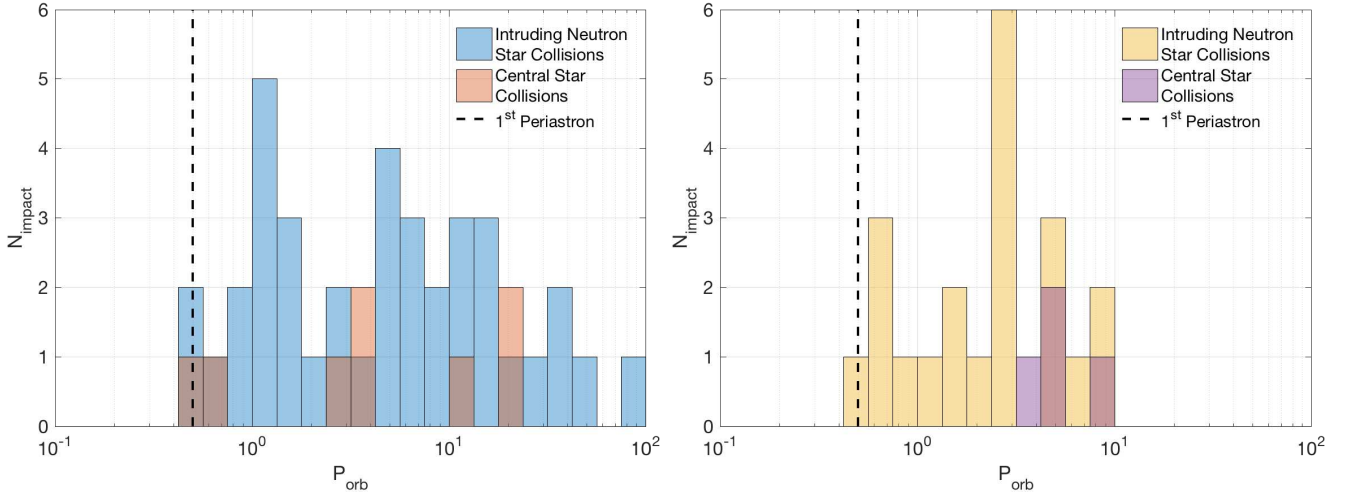 6
5
4
3
2
1
0
N_impact
10^-1
10^0
10^1
10^2
P_orb
Intruding Neutron
Star Collisions
Central Star
Collisions
1^st Periastron
6
5
4
3
2
1
0
N_impact
10^-1
10^0
10^1
10^2
P_orb
Intruding Neutron
Star Collisions
Central Star
Collisions
1^st Periastron